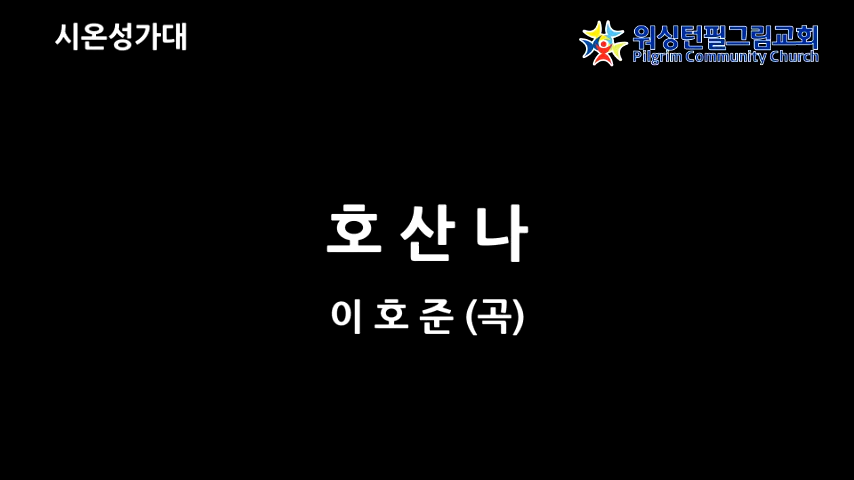 시온성가대
워싱턴필그림교회
Pilgrim Community Church
호 산 나
이 호 준 (곡)